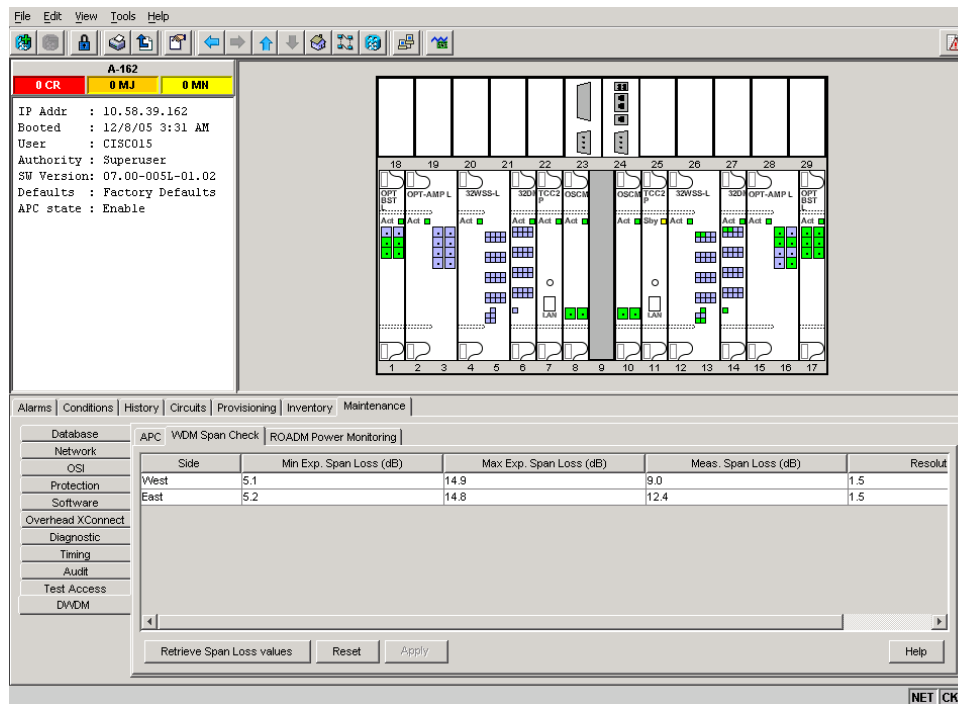 File Edit View Tools Help
A-162
0 CR 0 MJ 0 MN
IP Addr : 10.58.39.162
Booted : 12/8/05 3:31 AM
User : CISCO15
Authority : Superuser
SW Version: 07.00-005L-01.02
Defaults : Factory Defaults
APC state : Enable
18 19 20 21 22 23 24 25 26 27 28 29
OPT BST L OPT-AMP L 32WSS-L 32D TCC2 P OSCM OSCM TCC2 P 32WSS-L 32D OPT-AMP L OPT BST
Act Act Act Act Act Act Act Sby Act Act Act Act
LAN LAN
1 2 3 4 5 6 7 8 9 10 11 12 13 14 15 16 17
Alarms Conditions History Circuits Provisioning Inventory Maintenance
Database
Network
OSI
Protection
Software
Overhead XConnect
Diagnostic
Timing
Audit
Test Access
DWDM
APC WDM Span Check ROADM Power Monitoring
Side Min Exp. Span Loss (dB) Max Exp. Span Loss (dB) Meas. Span Loss (dB) Resolut
West 5.1 14.9 9.0 1.5
East 5.2 14.8 12.4 1.5
Retrieve Span Loss values Reset Apply Help
NET CK